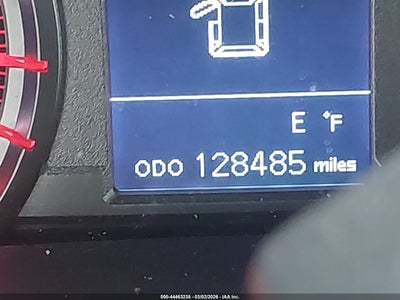 E °F
ODO 128485 miles
000-44463238 - 03/02/2026 - IAA Inc.